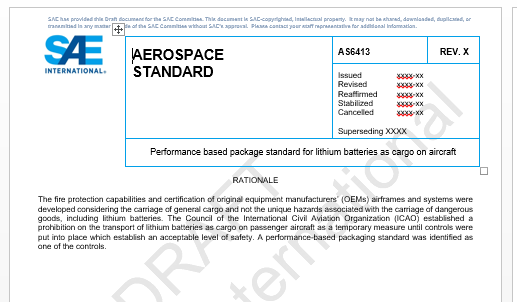 SAE has provided this Draft document for the SAE Committee. This document is SAE-copyrighted, intellectual property. It may not be shared, downloaded, duplicated, or
transmitted in any matter outside of the SAE Committee without SAE's approval. Please contact your staff representative for additional information.
SAE
INTERNATIONAL®
AEROSPACE
STANDARD
AS6413
REV. X
Issued xxxx-xx
Revised xxxx-xx
Reaffirmed xxxx-xx
Stabilized xxxx-xx
Cancelled xxxx-xx
Superseding XXXX
Performance based package standard for lithium batteries as cargo on aircraft
RATIONALE
The fire protection capabilities and certification of original equipment manufacturers' (OEMs) airframes and systems were
developed considering the carriage of general cargo and not the unique hazards associated with the carriage of dangerous
goods, including lithium batteries. The Council of the International Civil Aviation Organization (ICAO) established a
prohibition on the transport of lithium batteries as cargo on passenger aircraft as a temporary measure until controls were
put into place which establish an acceptable level of safety. A performance-based packaging standard was identified as
one of the controls.
DRAFT
International